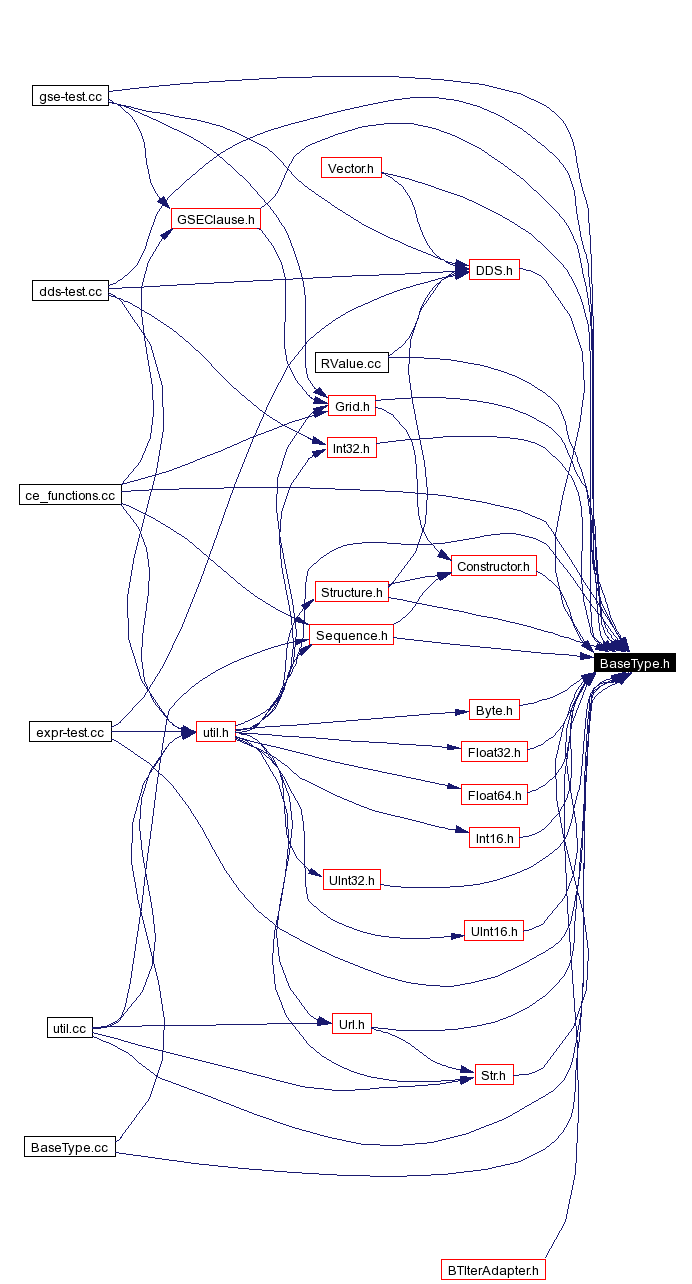 gse-test.cc
Vector.h
GSEClause.h
DDS.h
dds-test.cc
RValue.cc
Grid.h
Int32.h
ce_functions.cc
Constructor.h
Structure.h
Sequence.h
BaseType.h
Byte.h
expr-test.cc
util.h
Float32.h
Float64.h
Int16.h
UInt32.h
UInt16.h
Url.h
util.cc
Str.h
BaseType.cc
BTIterAdapter.h